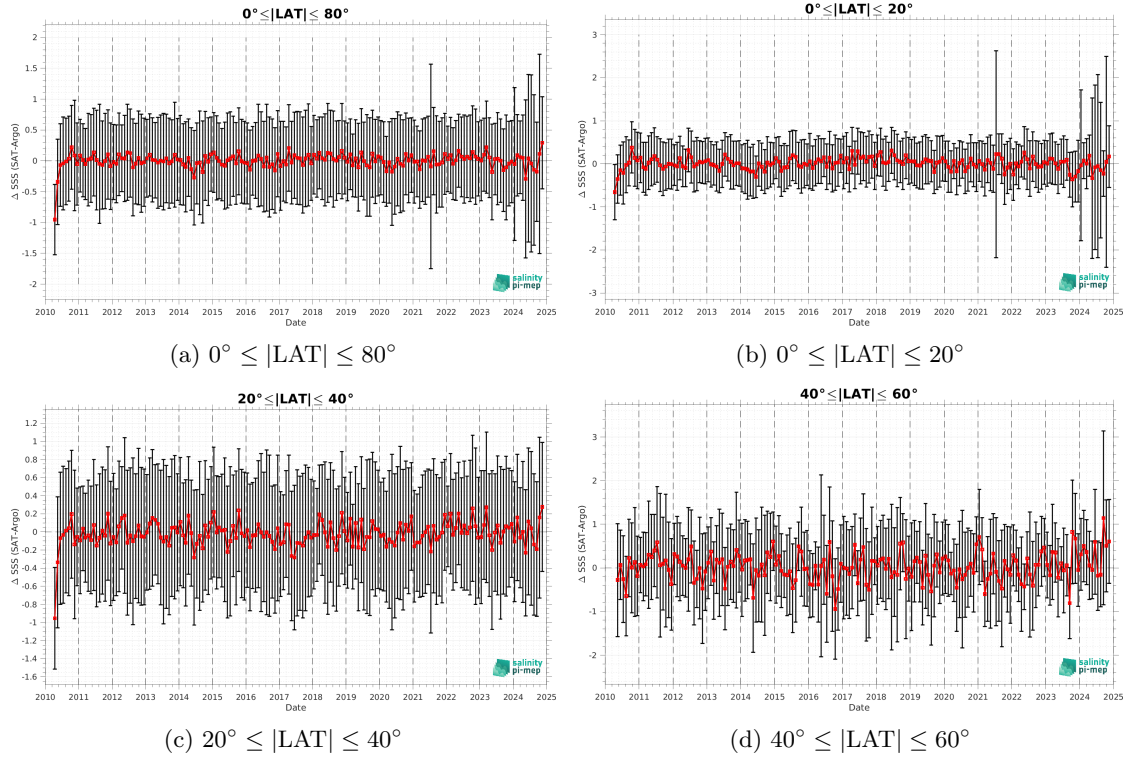 0°≤|LAT|≤ 80°
Δ SSS (SAT-Argo)
2
1.5
1
0.5
0
-0.5
-1
-1.5
-2
2010 2011 2012 2013 2014 2015 2016 2017 2018 2019 2020 2021 2022 2023 2024 2025
Date
salinity
pi-mep
(a) 0° ≤ |LAT| ≤ 80°
0°≤|LAT|≤ 20°
Δ SSS (SAT-Argo)
3
2
1
0
-1
-2
-3
2010 2011 2012 2013 2014 2015 2016 2017 2018 2019 2020 2021 2022 2023 2024 2025
Date
salinity
pi-mep
(b) 0° ≤ |LAT| ≤ 20°
20°≤|LAT|≤ 40°
Δ SSS (SAT-Argo)
1.2
1
0.8
0.6
0.4
0.2
0
-0.2
-0.4
-0.6
-0.8
-1
-1.2
-1.4
-1.6
2010 2011 2012 2013 2014 2015 2016 2017 2018 2019 2020 2021 2022 2023 2024 2025
Date
salinity
pi-mep
(c) 20° ≤ |LAT| ≤ 40°
40°≤|LAT|≤ 60°
Δ SSS (SAT-Argo)
3
2
1
0
-1
-2
2010 2011 2012 2013 2014 2015 2016 2017 2018 2019 2020 2021 2022 2023 2024 2025
Date
salinity
pi-mep
(d) 40° ≤ |LAT| ≤ 60°